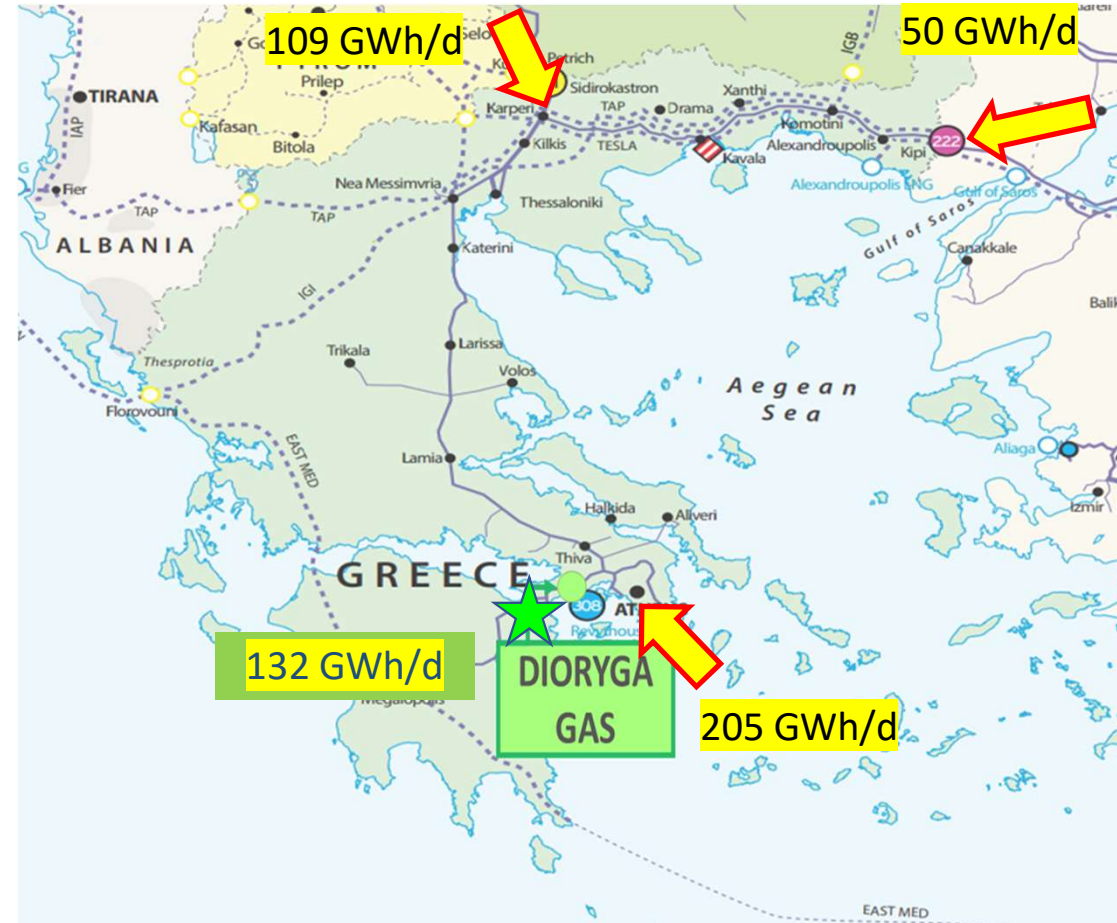 109 GWh/d
50 GWh/d
Petrich
Sidirokastron
Prilep
TIRANA
IAP
Kafasan
Bitola
Karperi
TAP
Drama
Xanthi
IGB
Komotini
Kilkis
TESLA
Kavala
Alexandroupolis
Kipi
222
Nea Messimvria
Thessaloniki
Alexandroupolis LNG
Gulf of Saros
Gulf of Saros
Fier
TAP
TAP
ALBANIA
Katerini
Canakkale
IGI
Balik
Thesprotia
Trikala
Larissa
Volos
Aegean
Sea
Florovouni
EAST MED
Lamia
Aliaga
Izmir
Halkida
Aliveri
Thiva
GREECE
308
132 GWh/d
DIORYGA
GAS
205 GWh/d
EAST MED